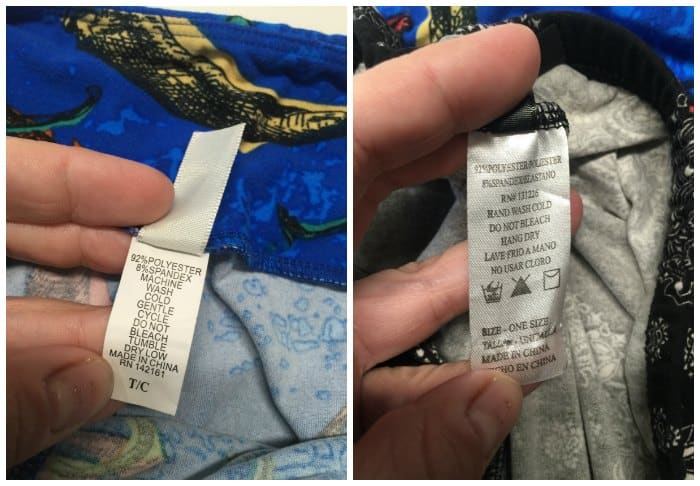 92%POLYESTER
8%SPANDEX
MACHINE
WASH
COLD
GENTLE
CYCLE
DO NOT
BLEACH
TUMBLE
DRY LOW
MADE IN CHINA
RN 142161
T/C
92%POLYESTER/POLIESTER
8%SPANDEX/ELASTANO
RN# 131226
HAND WASH COLD
DO NOT BLEACH
HANG DRY
LAVE FRIO A MANO
NO USAR CLORO
SIZE - ONE SIZE
MADE IN CHINA
CHO EN CHINA